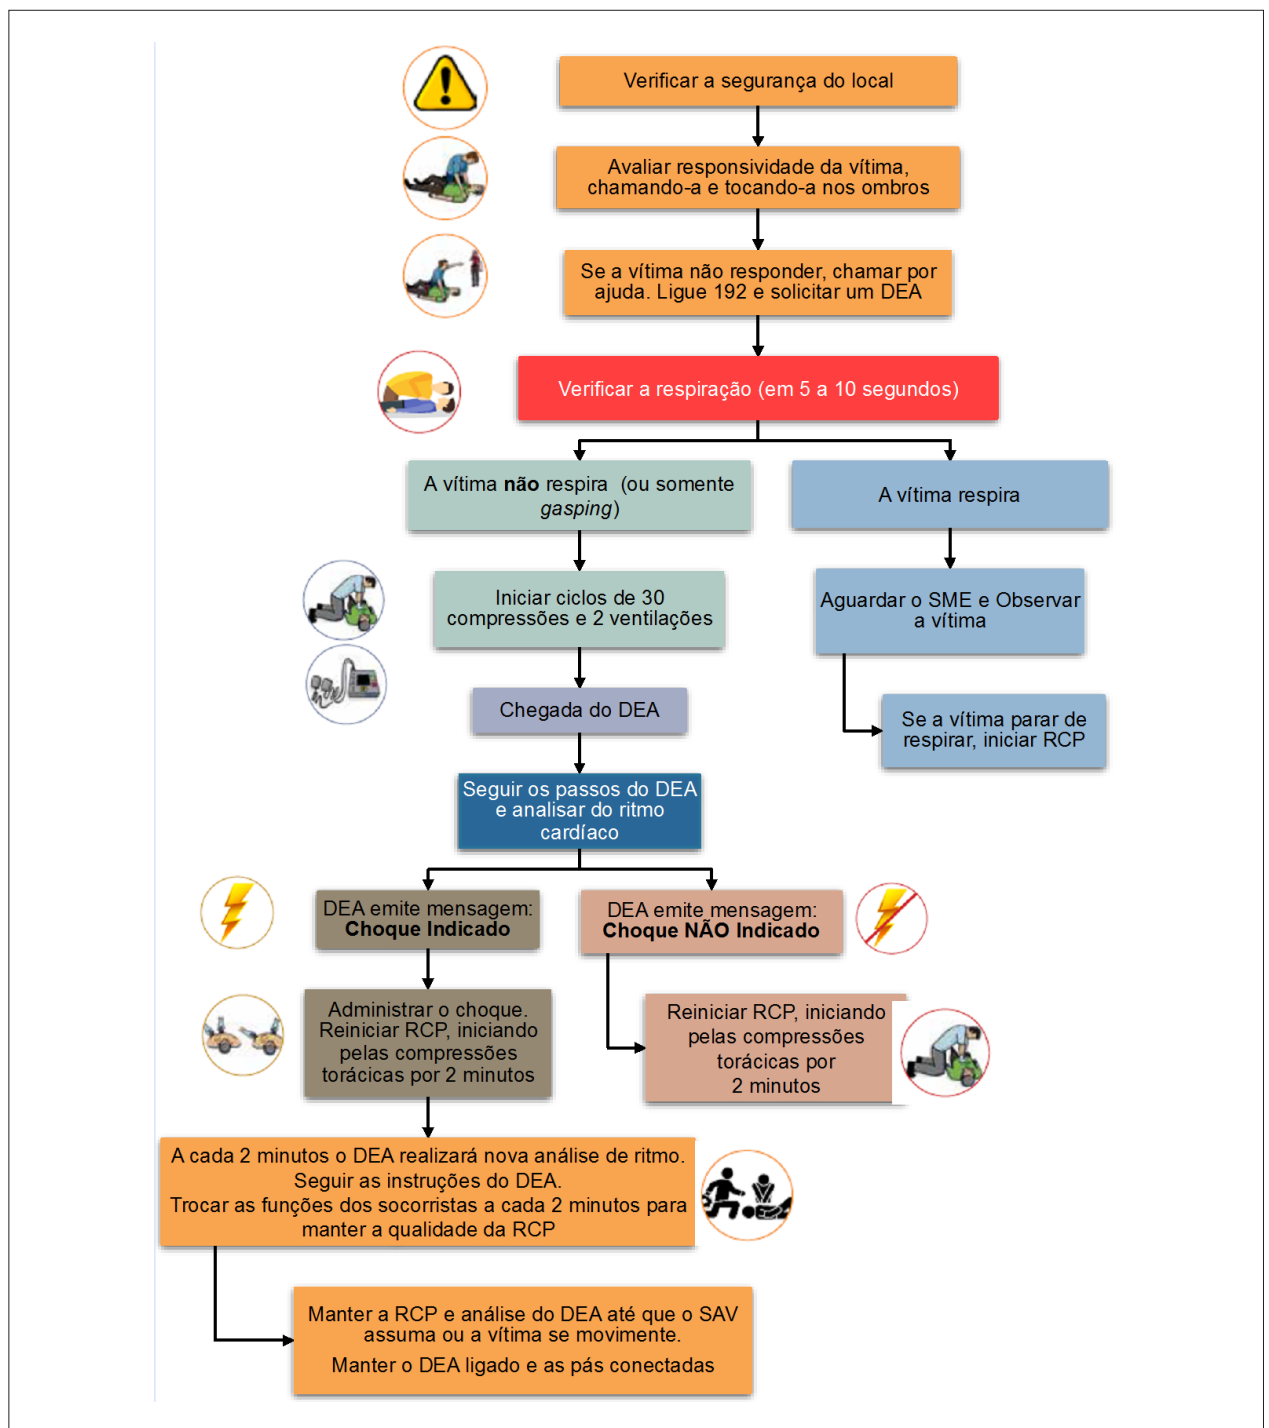 Verificar a segurança do local
Avaliar responsividade da vítima,
chamando-a e tocando-a nos ombros
Se a vítima não responder, chamar por
ajuda. Ligue 192 e solicitar um DEA
Verificar a respiração (em 5 a 10 segundos)
A vítima não respira (ou somente
gasping)
A vítima respira
Iniciar ciclos de 30
compressões e 2 ventilações
Aguardar o SME e Observar
a vítima
Chegada do DEA
Se a vítima parar de
respirar, iniciar RCP
Seguir os passos do DEA
e analisar do ritmo
cardíaco
DEA emite mensagem:
Choque Indicado
DEA emite mensagem:
Choque NÃO Indicado
Administrar o choque.
Reiniciar RCP, iniciando
pelas compressões
torácicas por 2 minutos
Reiniciar RCP, iniciando
pelas compressões
torácicas por
2 minutos
A cada 2 minutos o DEA realizará nova análise de ritmo.
Seguir as instruções do DEA.
Trocar as funções dos socorristas a cada 2 minutos para
manter a qualidade da RCP
Manter a RCP e análise do DEA até que o SAV
assuma ou a vítima se movimente.
Manter o DEA ligado e as pás conectadas